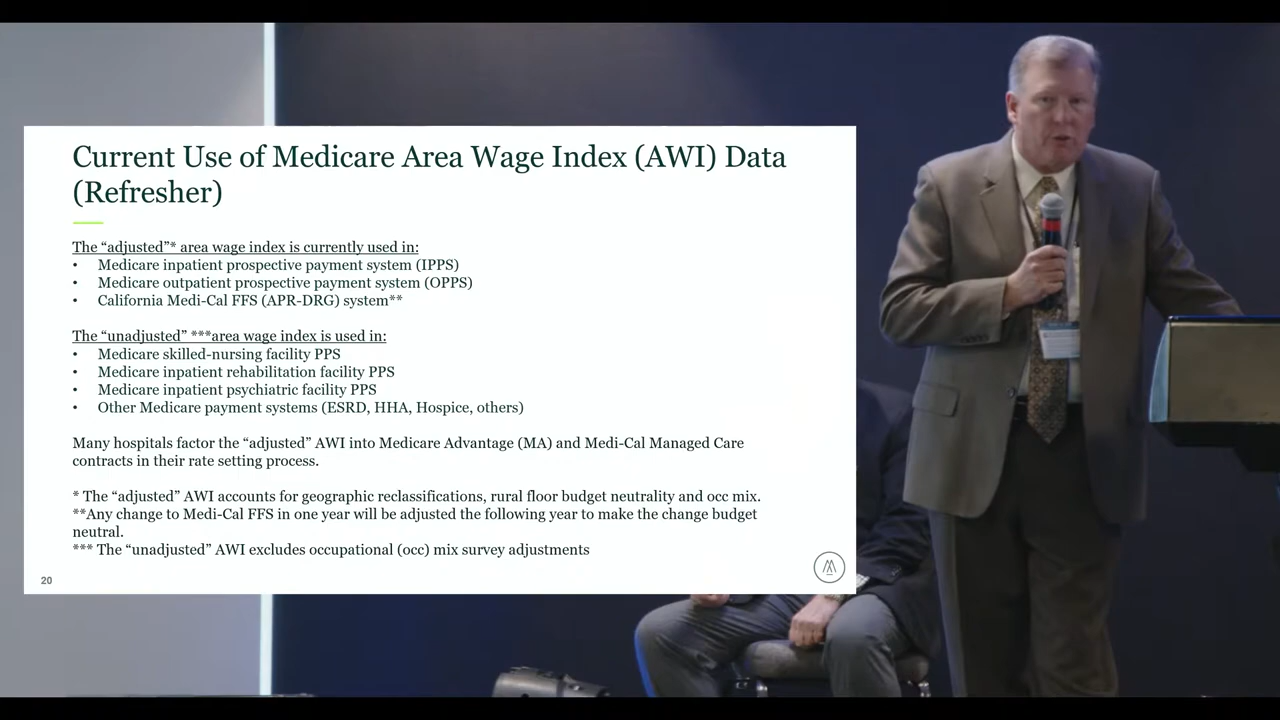 Current Use of Medicare Area Wage Index (AWI) Data
(Refresher)
The “adjusted”* area wage index is currently used in:
• Medicare inpatient prospective payment system (IPPS)
• Medicare outpatient prospective payment system (OPPS)
• California Medi-Cal FFS (APR-DRG) system**
The “unadjusted” ***area wage index is used in:
• Medicare skilled-nursing facility PPS
• Medicare inpatient rehabilitation facility PPS
• Medicare inpatient psychiatric facility PPS
• Other Medicare payment systems (ESRD, HHA, Hospice, others)
Many hospitals factor the “adjusted” AWI into Medicare Advantage (MA) and Medi-Cal Managed Care
contracts in their rate setting process.
* The “adjusted” AWI accounts for geographic reclassifications, rural floor budget neutrality and occ mix.
**Any change to Medi-Cal FFS in one year will be adjusted the following year to make the change budget
neutral.
*** The “unadjusted” AWI excludes occupational (occ) mix survey adjustments
20